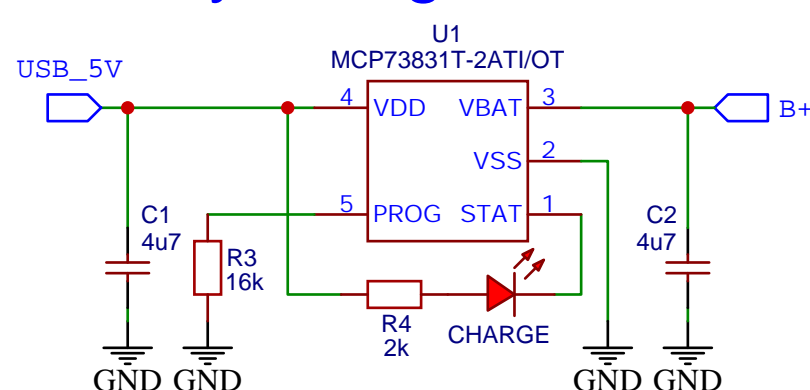 U1
MCP73831T-2ATI/OT
USB_5V
4 VDD VBAT 3
B+
VSS 2
5 PROG STAT 1
C1
4u7
R3
16k
C2
4u7
R4
2k
CHARGE
GND GND GND GND